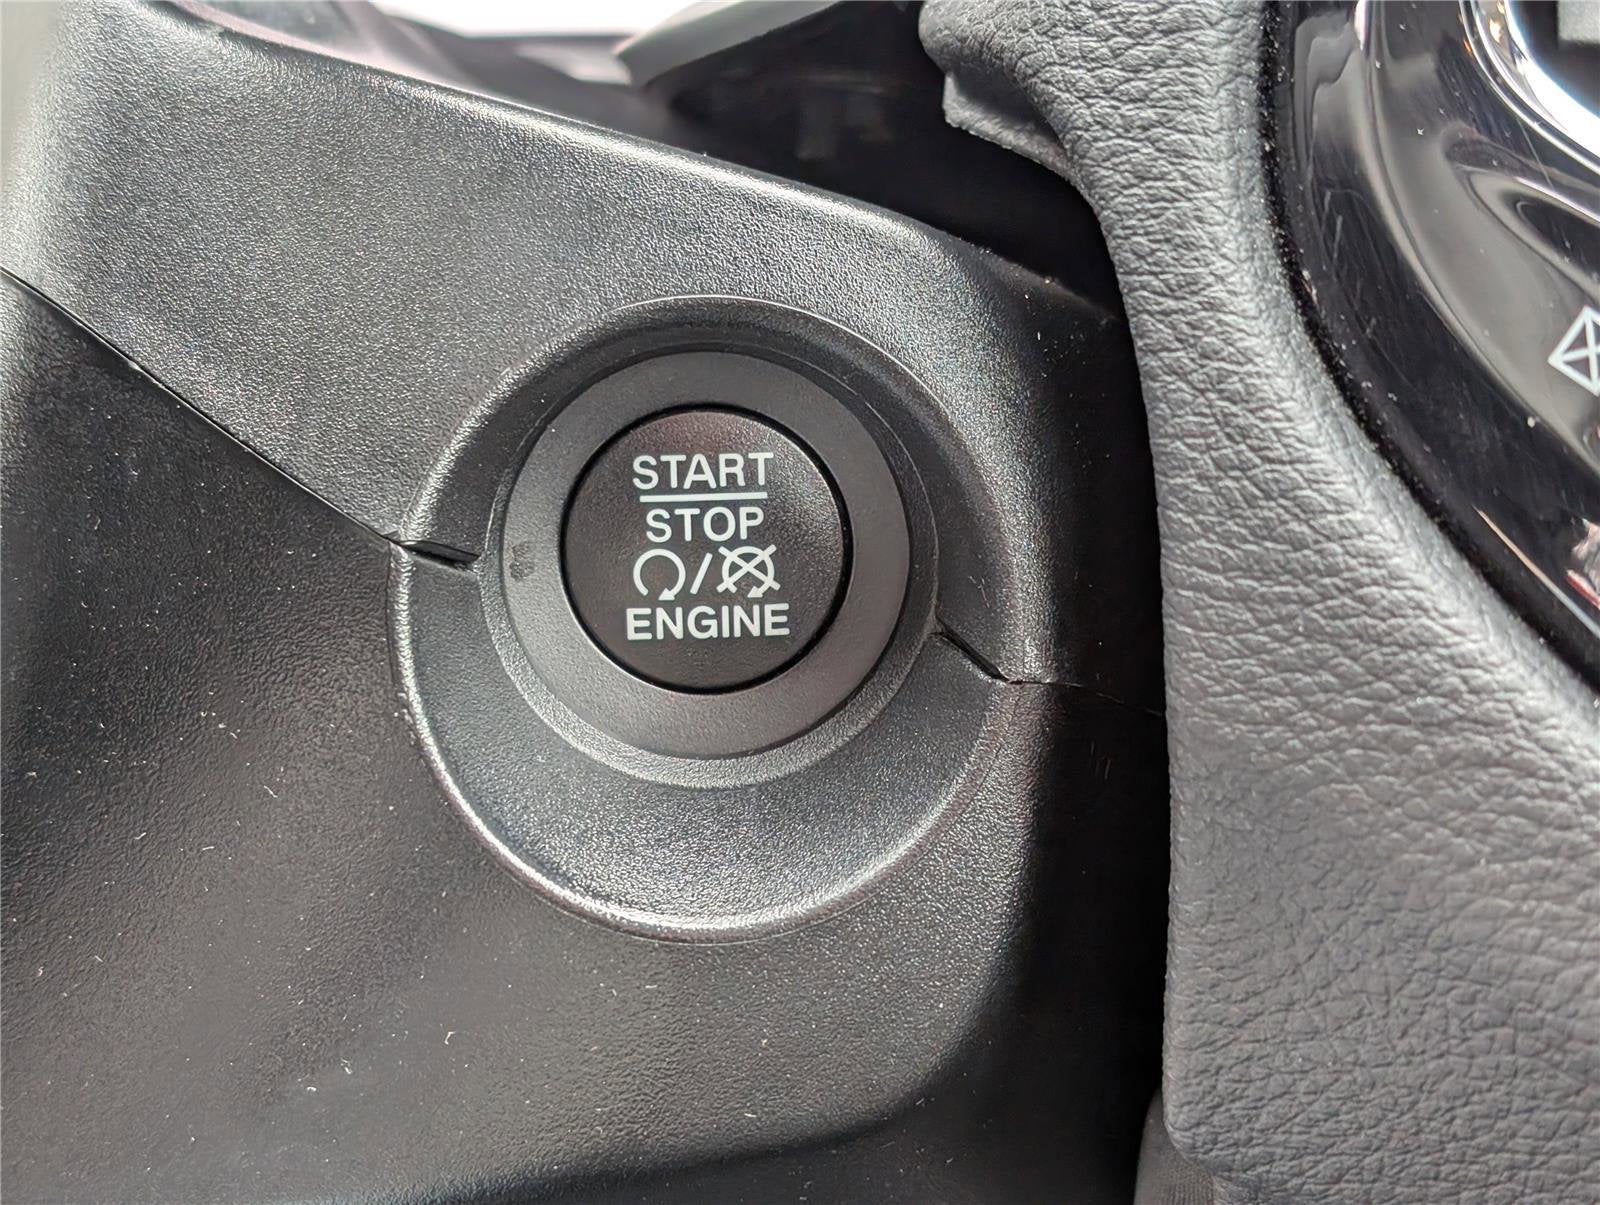 START
STOP
/
ENGINE